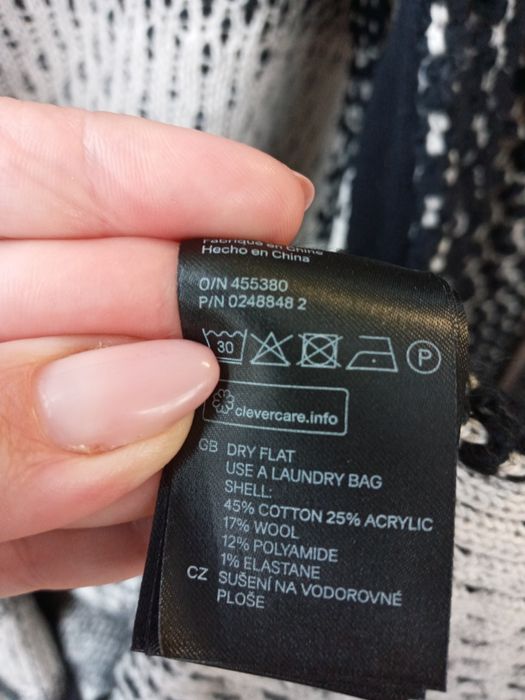 Fabriqué en Chine
Hecho en China
O/N 455380
P/N 0248848 2
30
P
clevercare.info
GB DRY FLAT
USE A LAUNDRY BAG
SHELL:
45% COTTON 25% ACRYLIC
17% WOOL
12% POLYAMIDE
1% ELASTANE
CZ SUŠENÍ NA VODOROVNÉ
PLOŠE